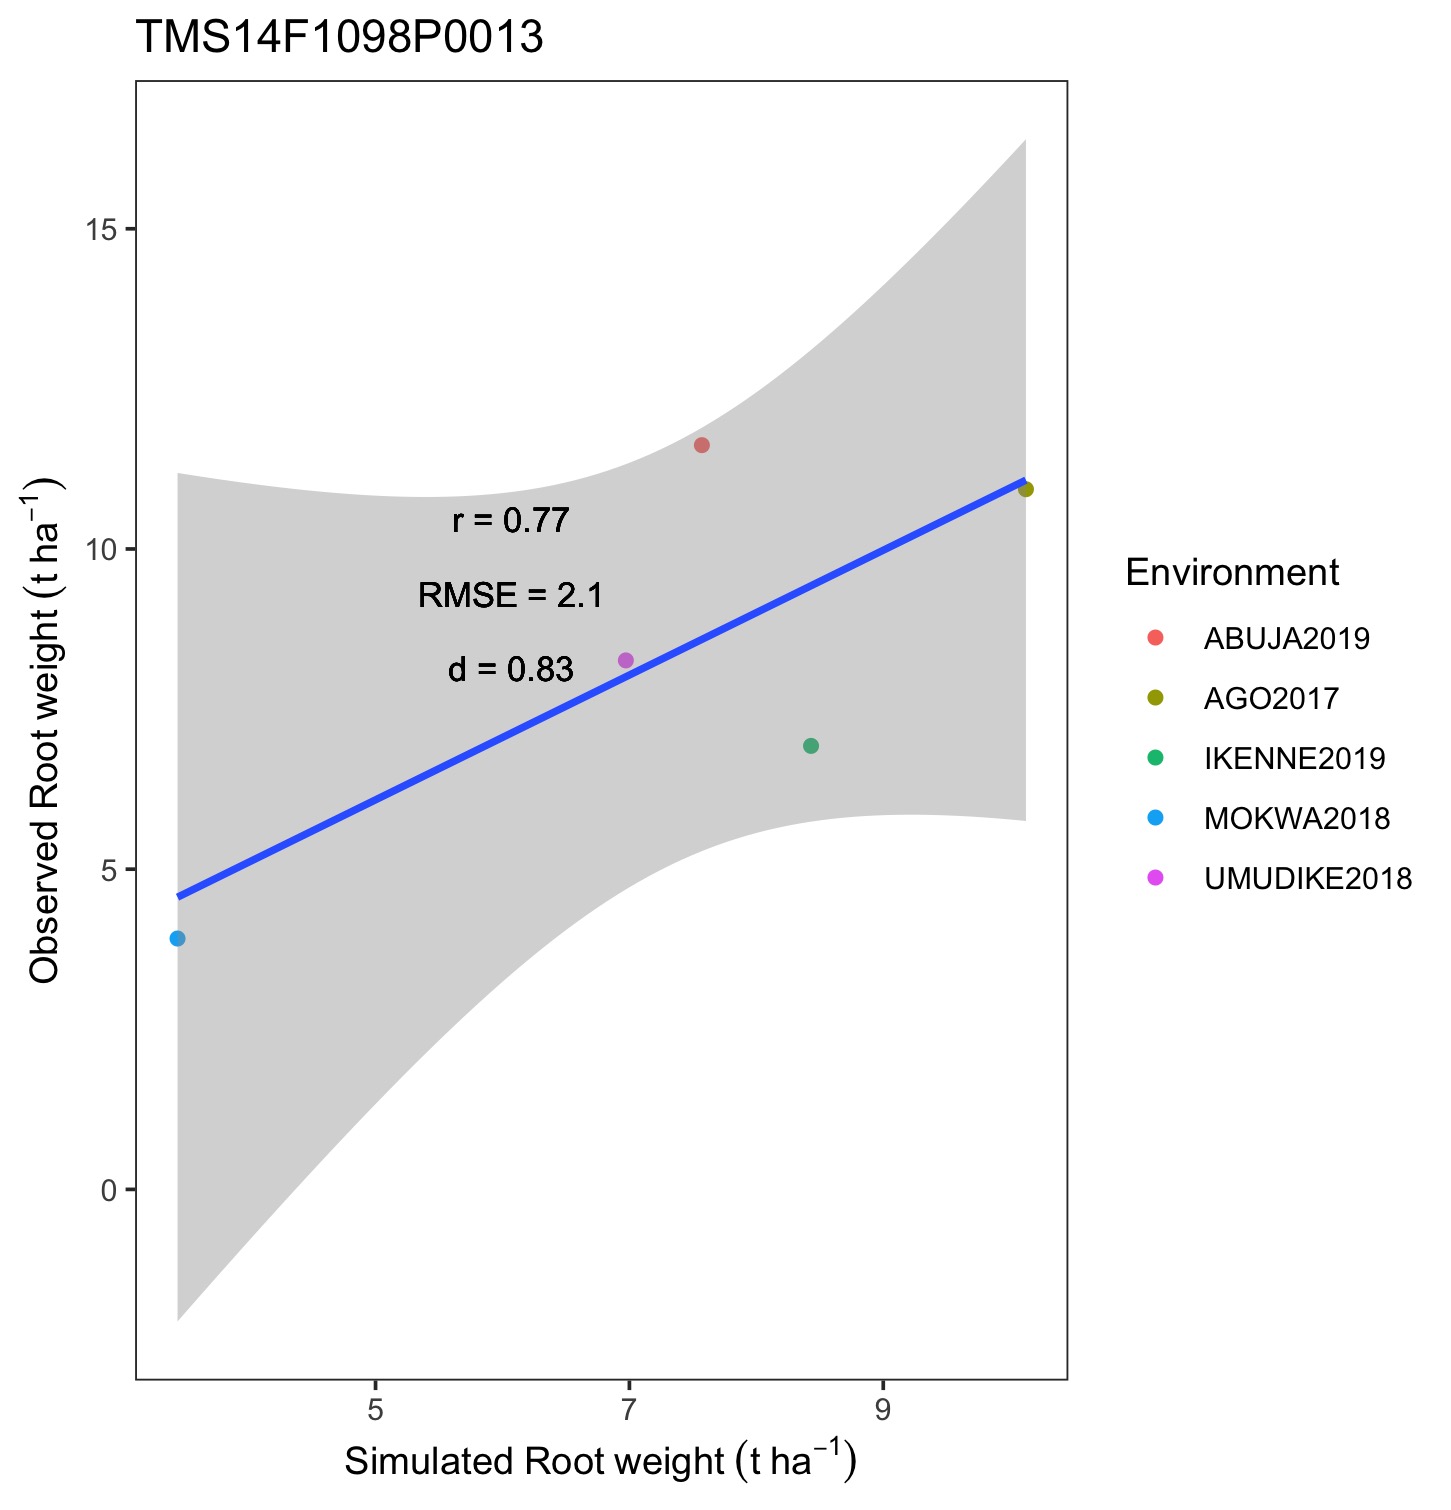 TMS14F1098P0013
15
10
5
0
Observed Root weight (t ha⁻¹)
r = 0.77
RMSE = 2.1
d = 0.83
5 7 9
Simulated Root weight (t ha⁻¹)
Environment
ABUJA2019
AGO2017
IKENNE2019
MOKWA2018
UMUDIKE2018